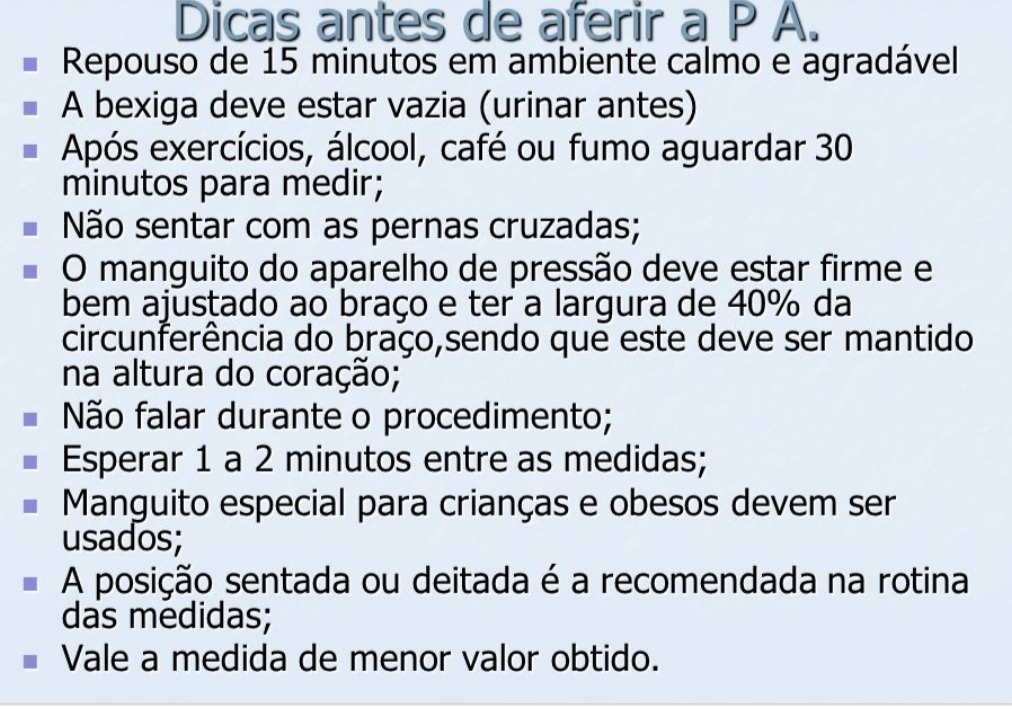 Dicas antes de aferir a P A.
Repouso de 15 minutos em ambiente calmo e agradável
A bexiga deve estar vazia (urinar antes)
Após exercícios, álcool, café ou fumo aguardar 30
minutos para medir;
Não sentar com as pernas cruzadas;
O manguito do aparelho de pressão deve estar firme e
bem ajustado ao braço e ter a largura de 40% da
circunferência do braço,sendo que este deve ser mantido
na altura do coração;
Não falar durante o procedimento;
Esperar 1 a 2 minutos entre as medidas;
Manguito especial para crianças e obesos devem ser
usados;
A posição sentada ou deitada é a recomendada na rotina
das medidas;
Vale a medida de menor valor obtido.